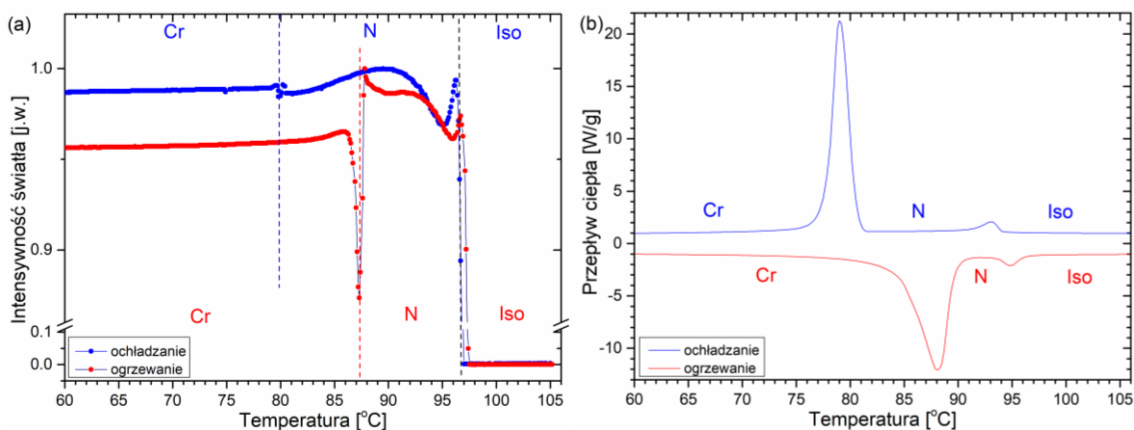 (a)
Cr N Iso
1.0
0.9
0.1
0.0
Intensywność światła [j.w.]
Cr N Iso
ochładzanie
ogrzewanie
60 65 70 75 80 85 90 95 100 105
Temperatura [°C]
(b)
20
15
10
5
0
-5
-10
Przepływ ciepła [W/g]
Cr N Iso
Cr N Iso
ochładzanie
ogrzewanie
60 65 70 75 80 85 90 95 100 105
Temperatura [°C]